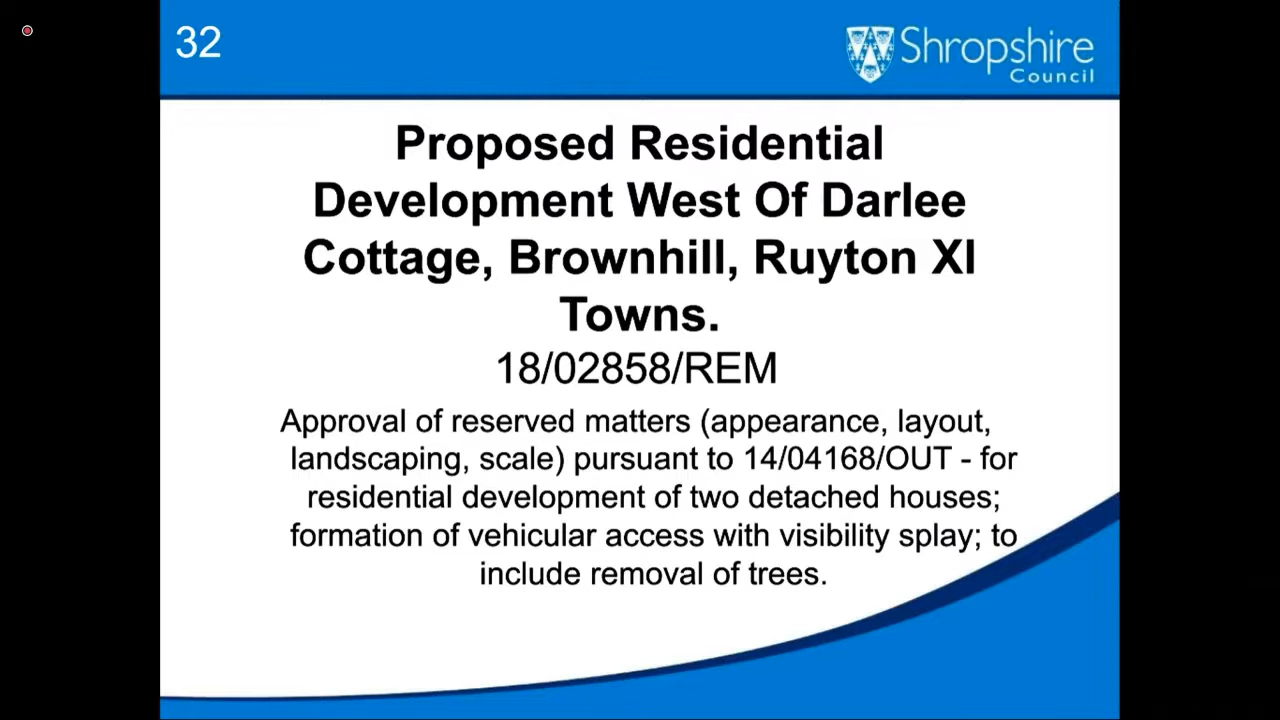 32
Shropshire
Council
Proposed Residential
Development West Of Darlee
Cottage, Brownhill, Ruyton XI
Towns.
18/02858/REM
Approval of reserved matters (appearance, layout,
landscaping, scale) pursuant to 14/04168/OUT - for
residential development of two detached houses;
formation of vehicular access with visibility splay; to
include removal of trees.